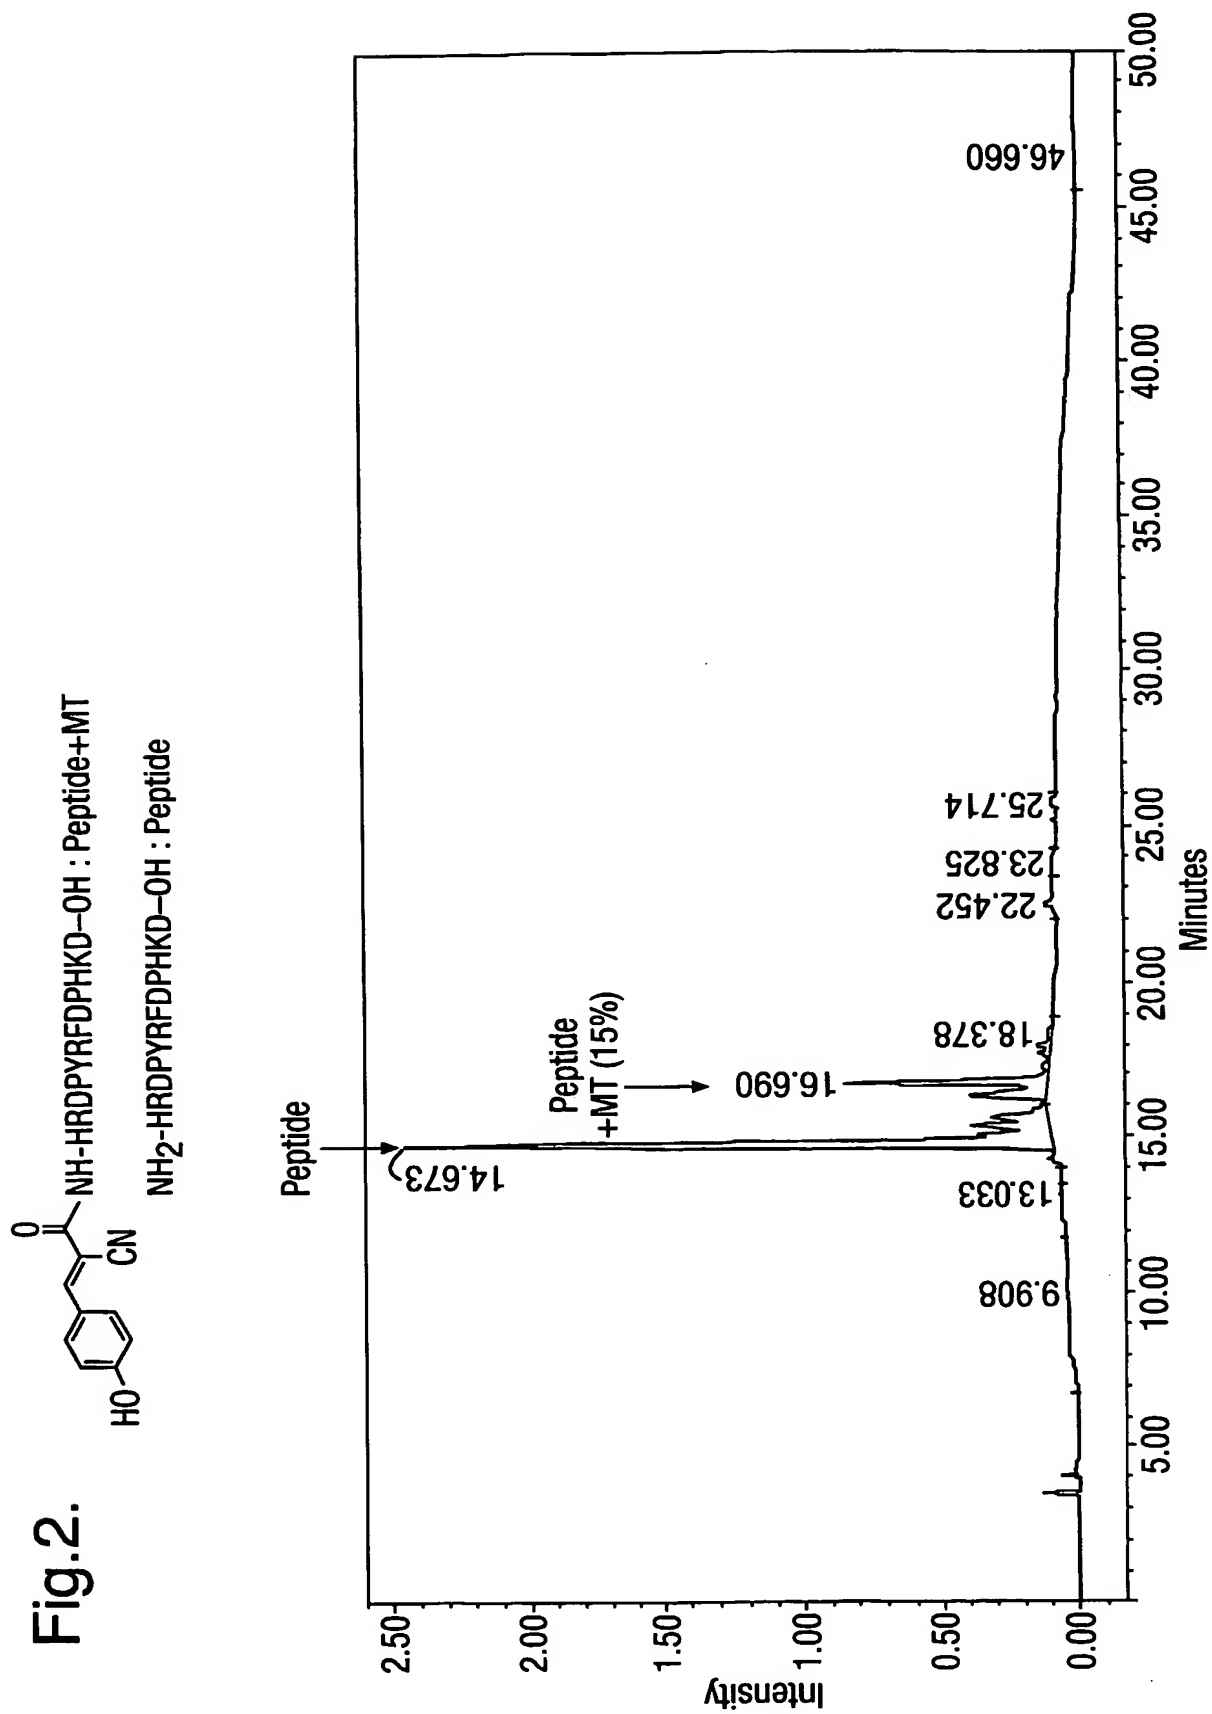 Fig.2.
O
HO
CN
NH-HRDPYRFDPHKD–OH : Peptide+MT
NH2-HRDPYRFDPHKD–OH : Peptide
Peptide
14.673
Peptide
+MT (15%)
16.690
9.908
13.033
18.378
22.452
23.825
25.714
46.660
Intensity
2.50
2.00
1.50
1.00
0.50
0.00
5.00
10.00
15.00
20.00
25.00
30.00
35.00
40.00
45.00
50.00
Minutes